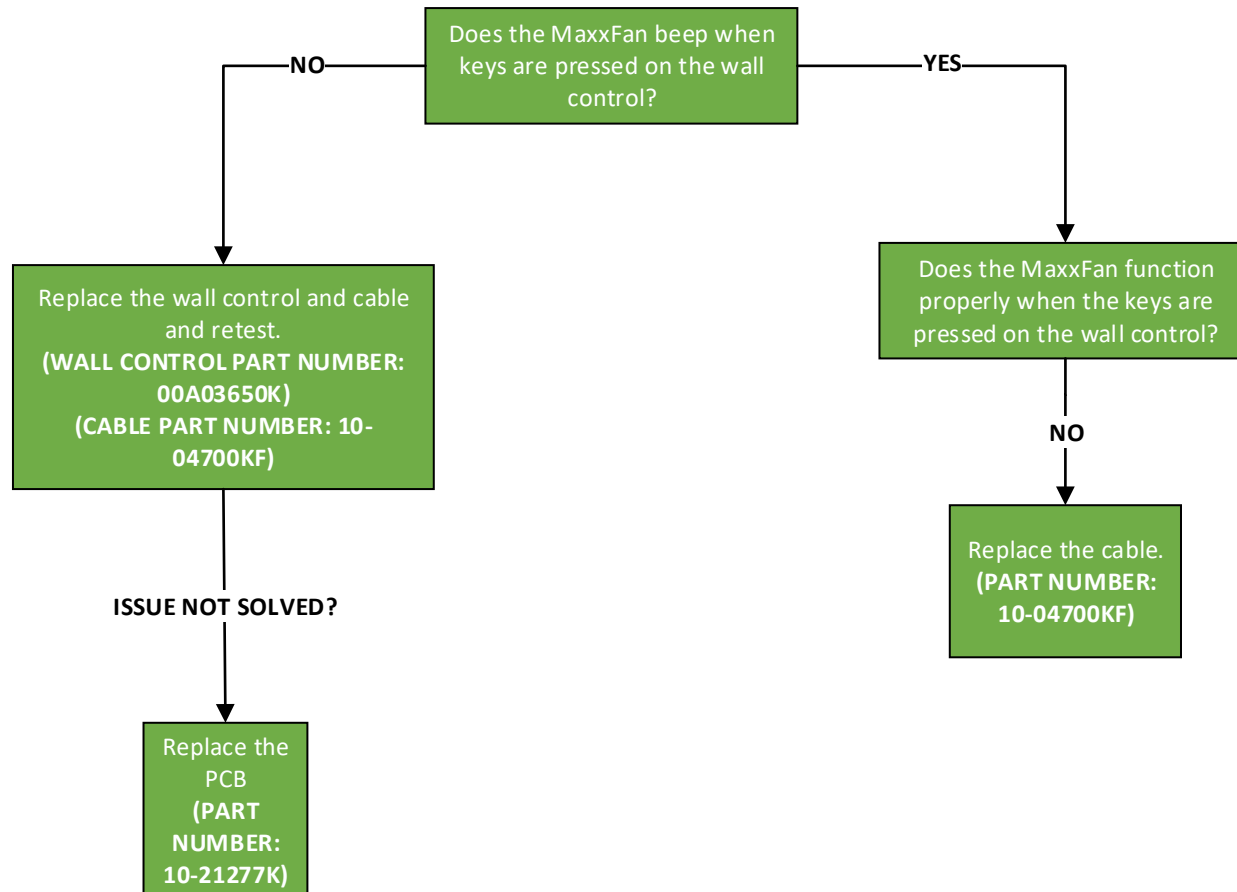 Does the MaxxFan beep when
keys are pressed on the wall
control?
NO
YES
Replace the wall control and cable
and retest.
(WALL CONTROL PART NUMBER:
00A03650K)
(CABLE PART NUMBER: 10-
04700KF)
Does the MaxxFan function
properly when the keys are
pressed on the wall control?
NO
Replace the cable.
(PART NUMBER:
10-04700KF)
ISSUE NOT SOLVED?
Replace the
PCB
(PART
NUMBER:
10-21277K)